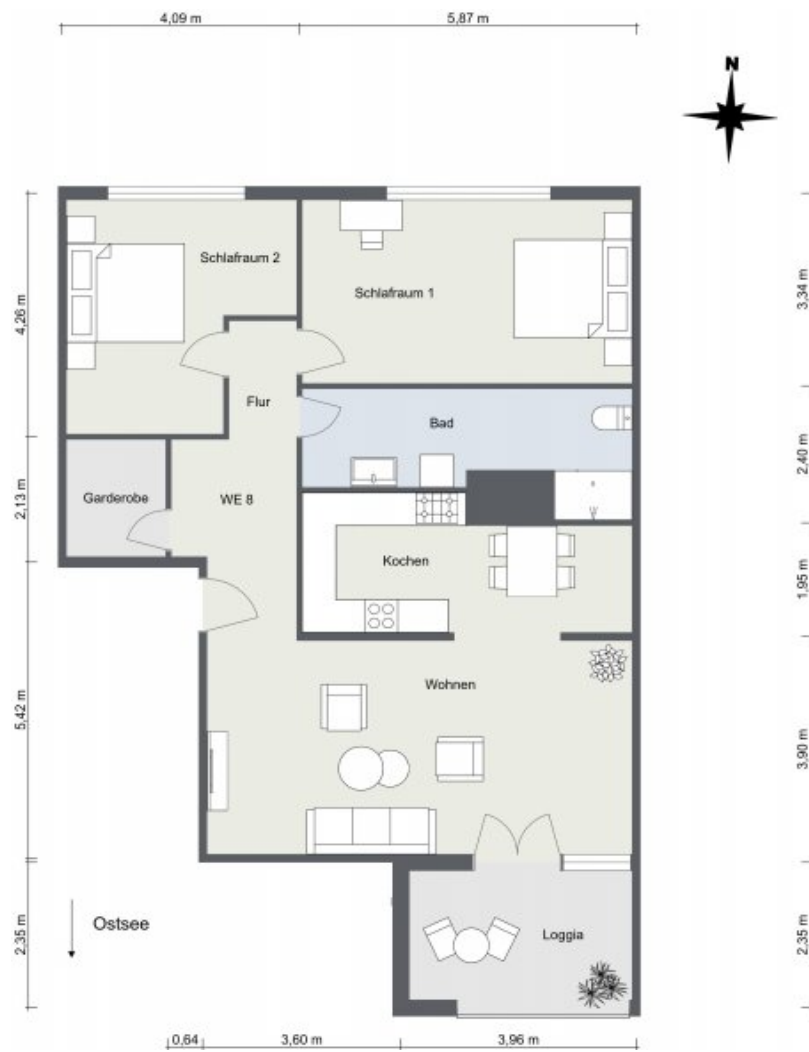 4,09 m
5,87 m
N
Schlafraum 2
Schlafraum 1
4,26 m
3,34 m
Flur
Bad
2,40 m
Garderobe
WE 8
2,13 m
Kochen
1,95 m
Wohnen
5,42 m
3,90 m
Ostsee
Loggia
2,35 m
2,35 m
0,64
3,60 m
3,96 m